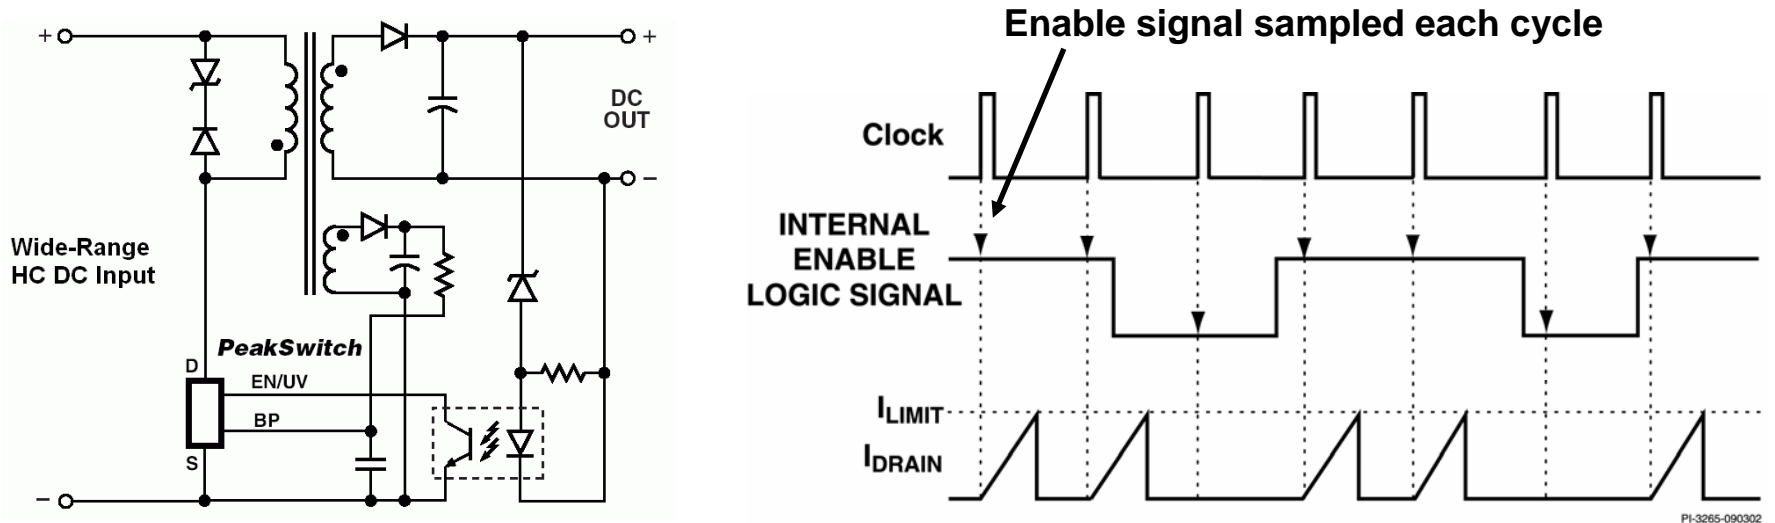 +
+
DC
OUT
−
Wide-Range
HC DC Input
PeakSwitch
D
EN/UV
BP
S
−
Enable signal sampled each cycle
Clock
INTERNAL
ENABLE
LOGIC SIGNAL
ILIMIT
IDRAIN
PI-3265-090302